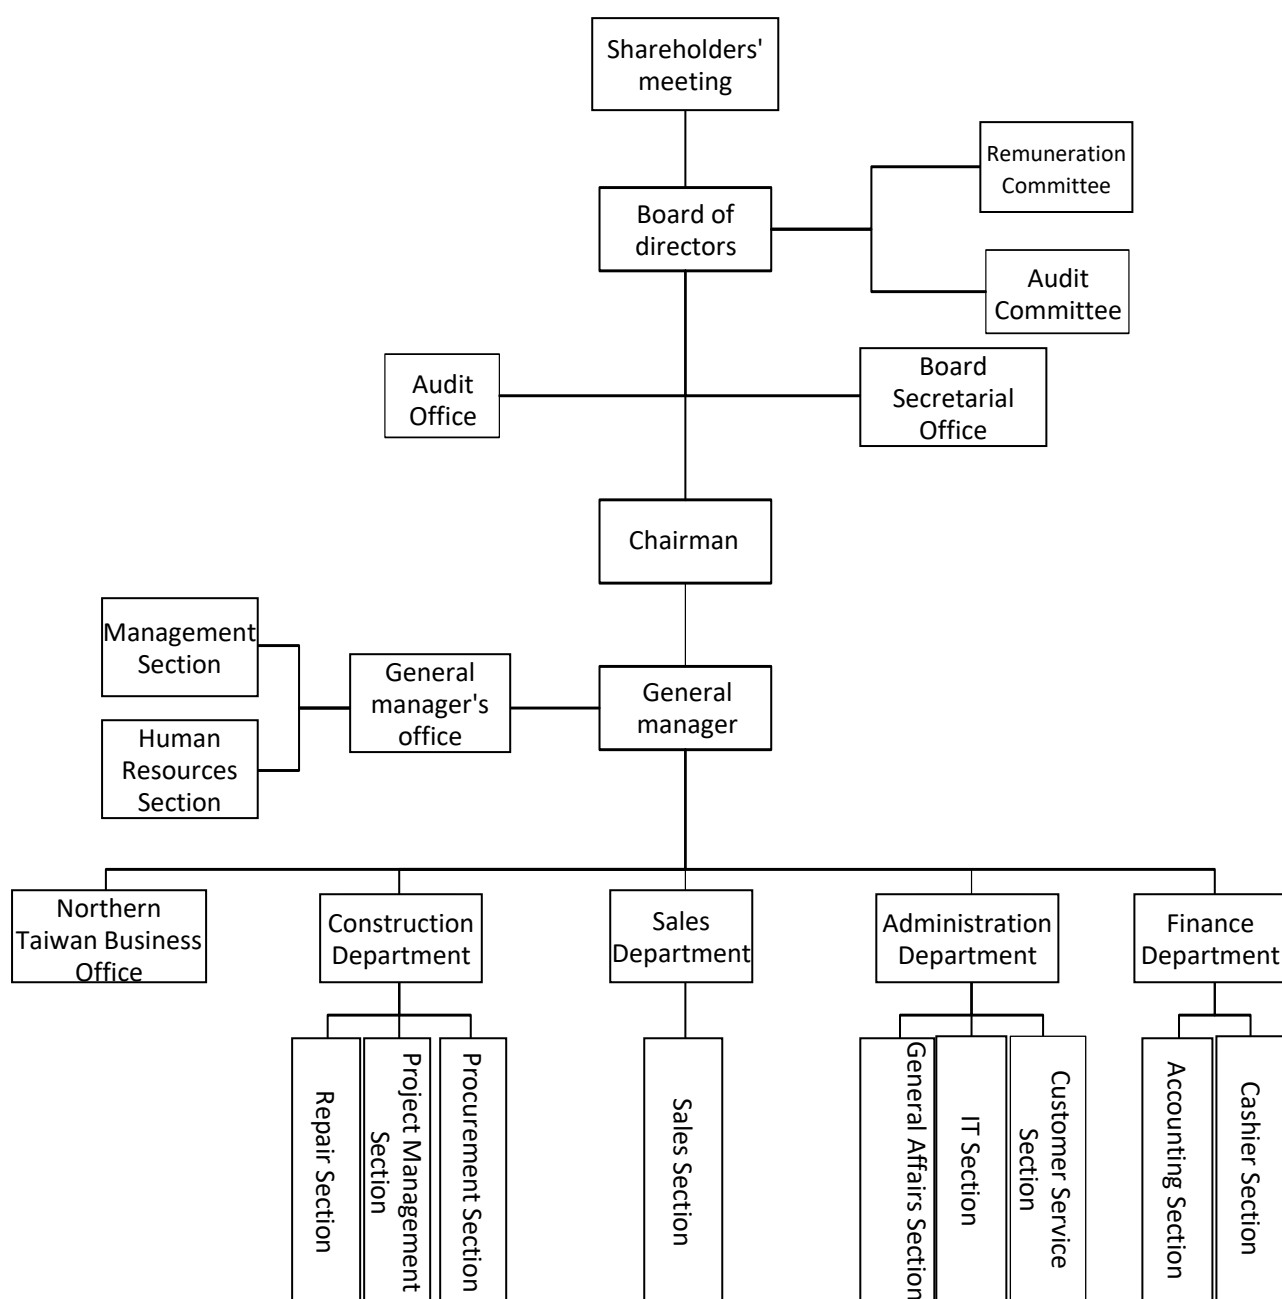 Shareholders'
meeting
Remuneration
Committee
Board of
directors
Audit
Committee
Board
Secretarial
Office
Audit
Office
Chairman
Management
Section
General
manager's
office
General
manager
Human
Resources
Section
Northern
Taiwan Business
Office
Construction
Department
Sales
Department
Administration
Department
Finance
Department
Repair Section
Project Management
Section
Procurement Section
Sales Section
General Affairs Section
IT Section
Customer Service
Section
Accounting Section
Cashier Section